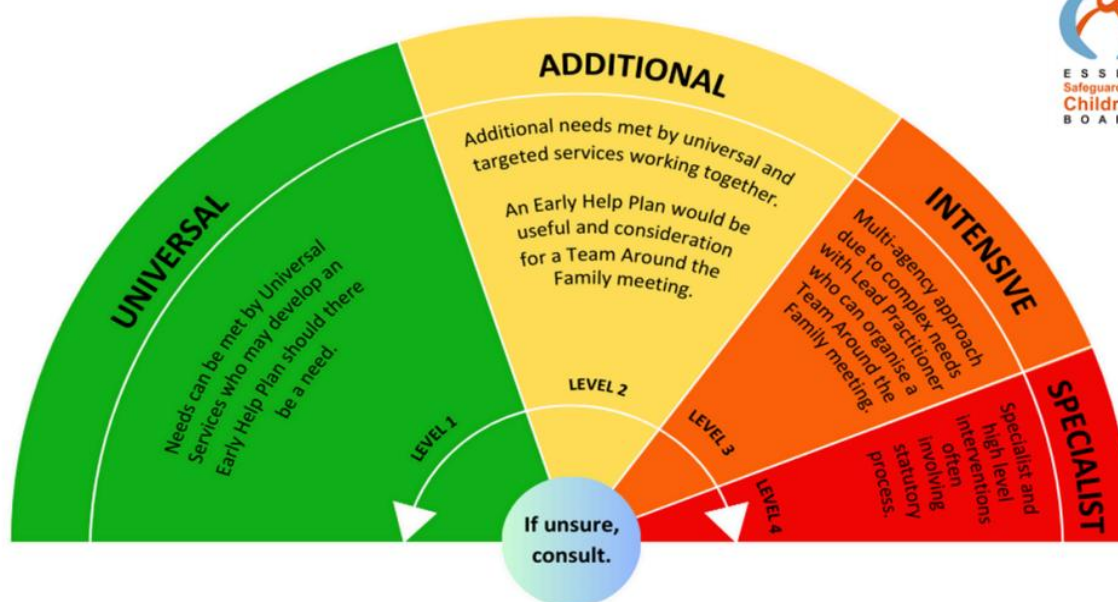 UNIVERSAL
Needs can be met by Universal
Services who may develop an
Early Help Plan should there
be a need.
LEVEL 1
ADDITIONAL
Additional needs met by universal and
targeted services working together.
An Early Help Plan would be
useful and consideration
for a Team Around the
Family meeting.
LEVEL 2
INTENSIVE
Multi-agency approach
due to complex needs
with Lead Practitioner
who can organise a
Team Around the
Family meeting.
LEVEL 3
SPECIALIST
Specialist and
high level
interventions
often
involving
statutory
process.
LEVEL 4
If unsure,
consult.